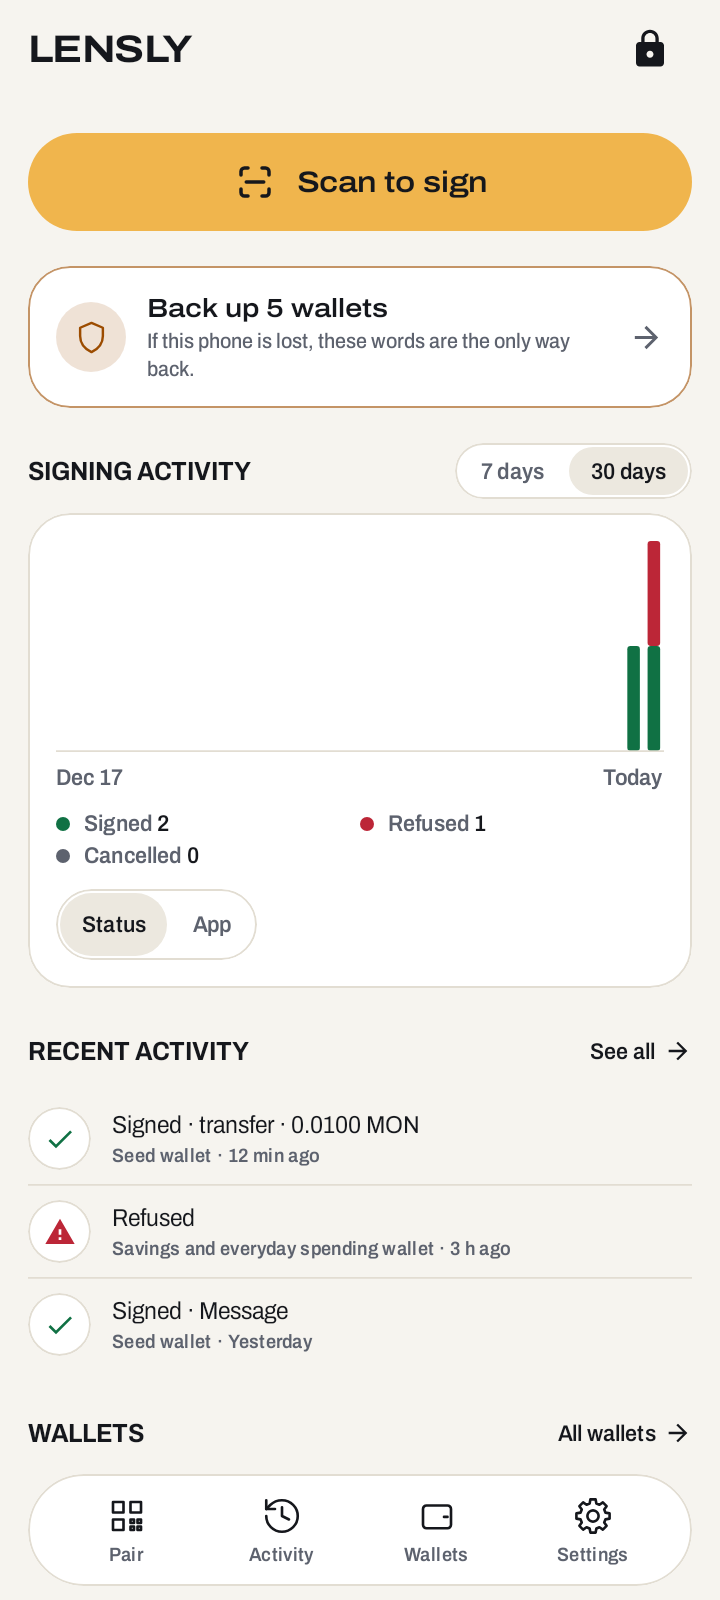 LENSLY
Scan to sign
Back up 5 wallets
If this phone is lost, these words are the only way
back.
SIGNING ACTIVITY
7 days
30 days
Dec 17
Today
Signed 2
Refused 1
Cancelled 0
Status
App
RECENT ACTIVITY
See all
Signed · transfer · 0.0100 MON
Seed wallet · 12 min ago
Refused
Savings and everyday spending wallet · 3 h ago
Signed · Message
Seed wallet · Yesterday
WALLETS
All wallets
Pair
Activity
Wallets
Settings